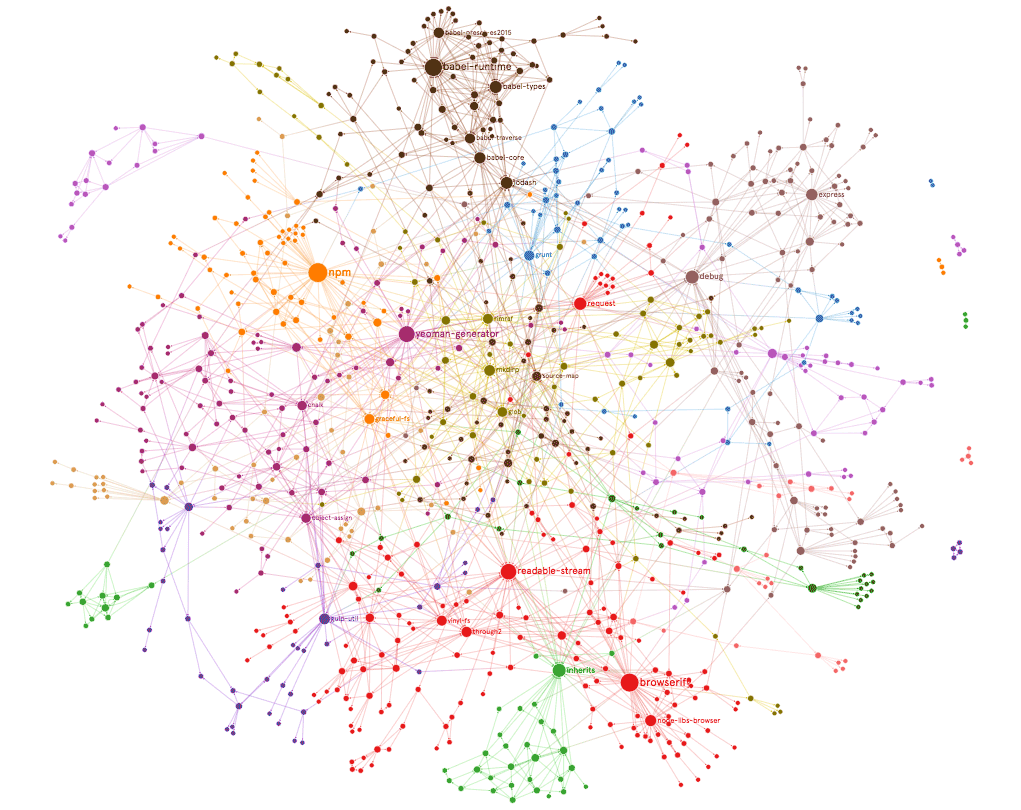 babel-preset-es2015
babel-runtime
babel-types
babel-traverse
babel-core
lodash
express
grunt
npm
debug
request
rimraf
yeoman-generator
mkdirp
source-map
chalk
glob
graceful-fs
object-assign
readable-stream
gulp-util
vinyl-fs
through2
inherits
browserify
node-libs-browser